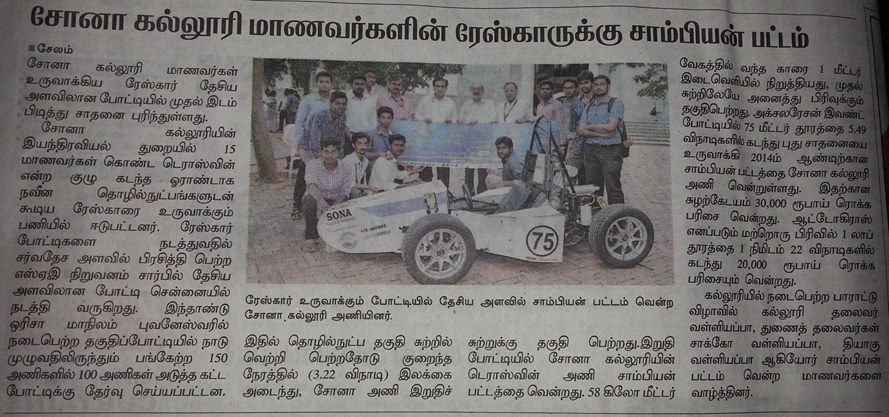 சோனா கல்லூரி மாணவர்களின் ரேஸ்காருக்கு சாம்பியன் பட்டம்
■ சேலம்
சோனா கல்லூரி மாணவர்கள்
உருவாக்கிய ரேஸ்கார் தேசிய
அளவிலான போட்டியில் முதல் இடம்
பிடித்து சாதனை புரிந்துள்ளது.
சோனா கல்லூரியின்
இயந்திரவியல் துறையில் 15
மாணவர்கள் கொண்ட டெராஸ்வின்
என்ற குழு கடந்த ஓராண்டாக
நவீன தொழில்நுட்பங்களுடன்
கூடிய ரேஸ்காரை உருவாக்கும்
பணியில் ஈடுபட்டனர். ரேஸ்கார்
போட்டிகளை நடத்துவதில்
சர்வதேச அளவில் பிரசித்தி பெற்ற
எஸ்ஏஇ நிறுவனம் சார்பில் தேசிய
அளவிலான போட்டி சென்னையில்
நடத்தி வருகிறது. இந்தாண்டு
ஒரிசா மாநிலம் புவனேஸ்வரில்
நடைபெற்ற தகுதிப்போட்டியில் நாடு
முழுவதிலிருந்தும் பங்கேற்ற 150
அணிகளில் 100 அணிகள் அடுத்த கட்ட
போட்டிக்கு தேர்வு செய்யப்பட்டன.
SONA
75
ரேஸ்கார் உருவாக்கும் போட்டியில் தேசிய அளவில் சாம்பியன் பட்டம் வென்ற
சோனா கல்லூரி அணியினர்.
இதில் தொழில்நுட்ப தகுதி சுற்றில்
வெற்றி பெற்றதோடு குறைந்த
நேரத்தில் (3.22 விநாடி) இலக்கை
அடைந்து, சோனா அணி இறுதிச்
சுற்றுக்கு தகுதி பெற்றது.இறுதி
போட்டியில் சோனா கல்லூரியின்
டெராஸ்வின் அணி சாம்பியன்
பட்டத்தை வென்றது. 58 கிலோ மீட்டர்
வேகத்தில் வந்த காரை 1 மீட்டர்
இடைவெளியில் நிறுத்தியது, முதல்
சுற்றிலேயே அனைத்து பிரிவுக்கும்
தகுதிபெற்றது. அக்சலரேசன் இவண்ட்
போட்டியில் 75 மீட்டர் தூரத்தை 5.49
விநாடிகளில் கடந்து புது சாதனையை
உருவாக்கி 2014ம் ஆண்டிற்கான
சாம்பியன் பட்டத்தை சோனா கல்லூரி
அணி வென்றுள்ளது. இதற்கான
சுழற்கேடயம் 30,000 ரூபாய் ரொக்க
பரிசை வென்றது. ஆட்டோகிராஸ்
எனப்படும் மற்றொரு பிரிவில் 1 லாப்
தூரத்தை 1 நிமிடம் 22 விநாடிகளில்
கடந்து 20,000 ரூபாய் ரொக்க
பரிசையும் வென்றது.
கல்லூரியில் நடைபெற்ற பாராட்டு
விழாவில் கல்லூரி தலைவர்
வள்ளியப்பா, துணைத் தலைவர்கள்
சாக்கோ வள்ளியப்பா, தியாகு
வள்ளியப்பா ஆகியோர் சாம்பியன்
பட்டம் வென்ற மாணவர்களை
வாழ்த்தினர்.